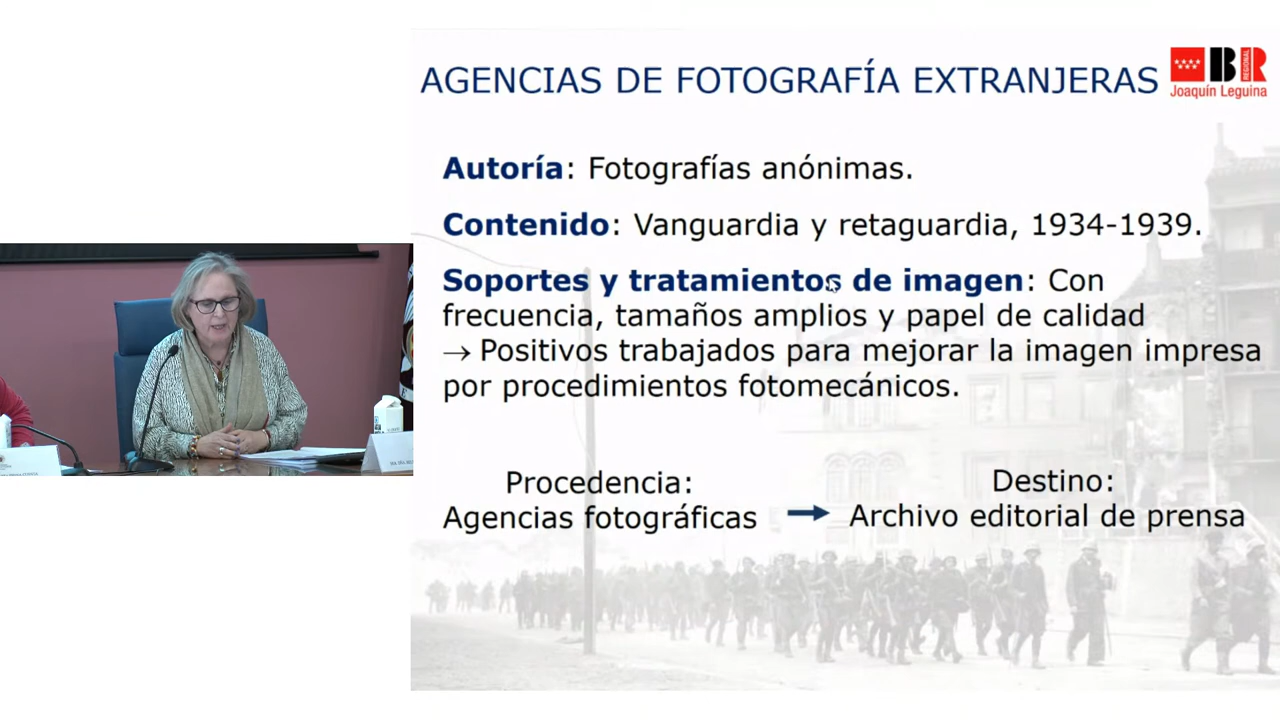 AGENCIAS DE FOTOGRAFÍA EXTRANJERAS
BR
REGIONAL
Joaquín Leguina
Autoría: Fotografías anónimas.
Contenido: Vanguardia y retaguardia, 1934-1939.
Soportes y tratamientos de imagen: Con
frecuencia, tamaños amplios y papel de calidad
→ Positivos trabajados para mejorar la imagen impresa
por procedimientos fotomecánicos.
Procedencia:
Agencias fotográficas
Destino:
Archivo editorial de prensa